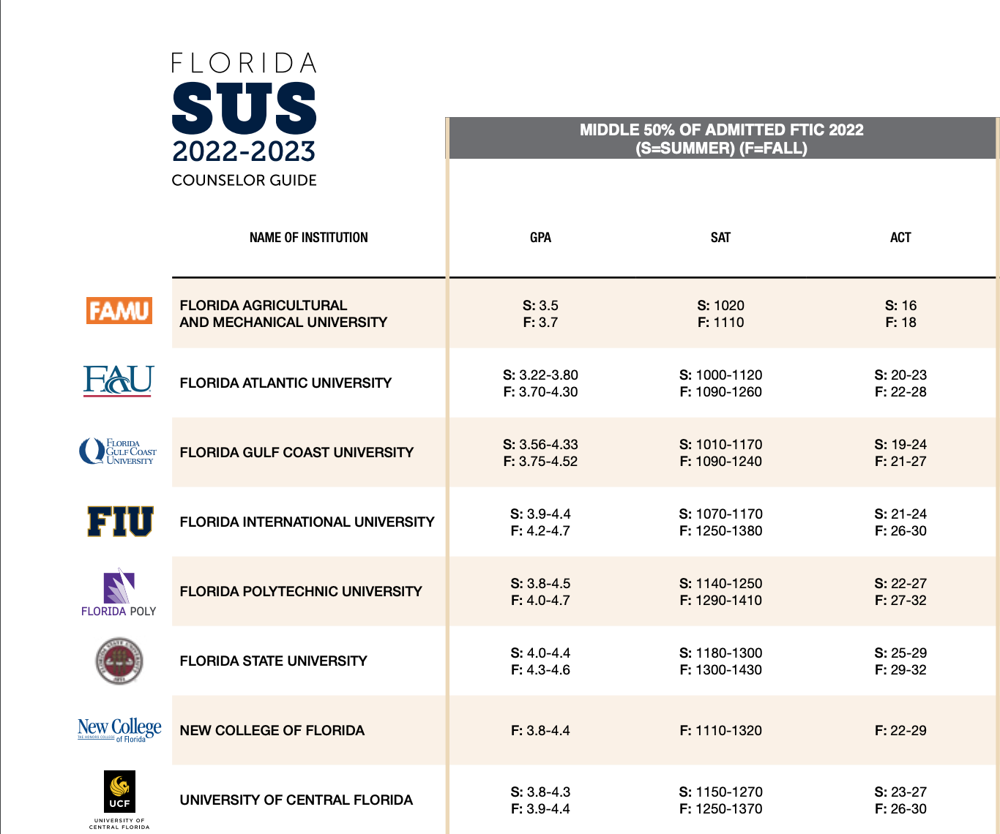 FLORIDA
SUS
2022-2023
COUNSELOR GUIDE
MIDDLE 50% OF ADMITTED FTIC 2022
(S=SUMMER) (F=FALL)
NAME OF INSTITUTION GPA SAT ACT
FAMU
FLORIDA AGRICULTURAL
AND MECHANICAL UNIVERSITY
S: 3.5 S: 1020 S: 16
F: 3.7 F: 1110 F: 18
FAU
FLORIDA ATLANTIC UNIVERSITY
S: 3.22-3.80 S: 1000-1120 S: 20-23
F: 3.70-4.30 F: 1090-1260 F: 22-28
FLORIDA
GULF COAST
UNIVERSITY
FLORIDA GULF COAST UNIVERSITY
S: 3.56-4.33 S: 1010-1170 S: 19-24
F: 3.75-4.52 F: 1090-1240 F: 21-27
FIU
FLORIDA INTERNATIONAL UNIVERSITY
S: 3.9-4.4 S: 1070-1170 S: 21-24
F: 4.2-4.7 F: 1250-1380 F: 26-30
FLORIDA POLY
FLORIDA POLYTECHNIC UNIVERSITY
S: 3.8-4.5 S: 1140-1250 S: 22-27
F: 4.0-4.7 F: 1290-1410 F: 27-32
FLORIDA STATE UNIVERSITY
S: 4.0-4.4 S: 1180-1300 S: 25-29
F: 4.3-4.6 F: 1300-1430 F: 29-32
New College
THE HONORS COLLEGE
of Florida
NEW COLLEGE OF FLORIDA
F: 3.8-4.4 F: 1110-1320 F: 22-29
UCF
UNIVERSITY OF
CENTRAL FLORIDA
UNIVERSITY OF CENTRAL FLORIDA
S: 3.8-4.3 S: 1150-1270 S: 23-27
F: 3.9-4.4 F: 1250-1370 F: 26-30